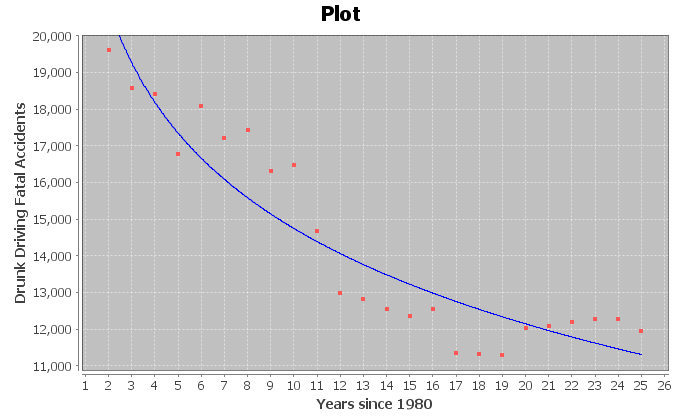 Plot
20,000
19,000
18,000
17,000
16,000
15,000
14,000
13,000
12,000
11,000
Drunk Driving Fatal Accidents
1 2 3 4 5 6 7 8 9 10 11 12 13 14 15 16 17 18 19 20 21 22 23 24 25 26
Years since 1980